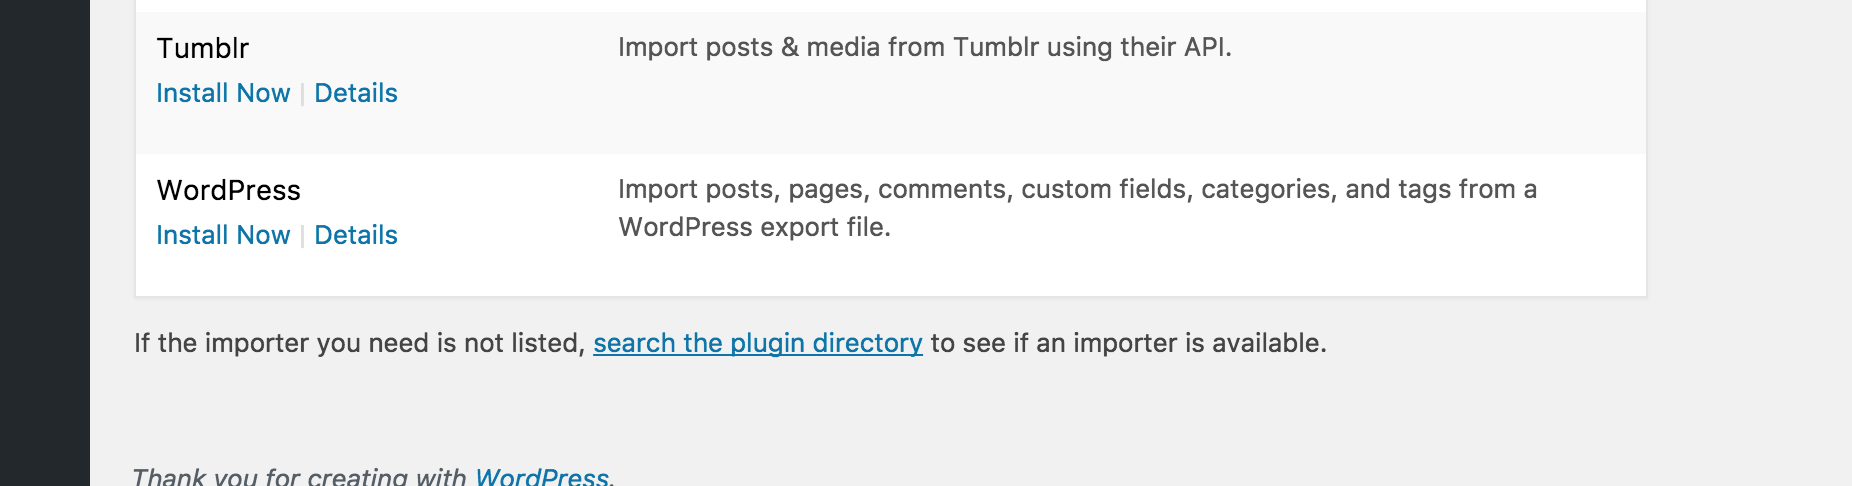 Tumblr
Import posts & media from Tumblr using their API.
Install Now | Details
WordPress
Import posts, pages, comments, custom fields, categories, and tags from a
WordPress export file.
Install Now | Details
If the importer you need is not listed, search the plugin directory to see if an importer is available.
Thank you for creating with WordPress.